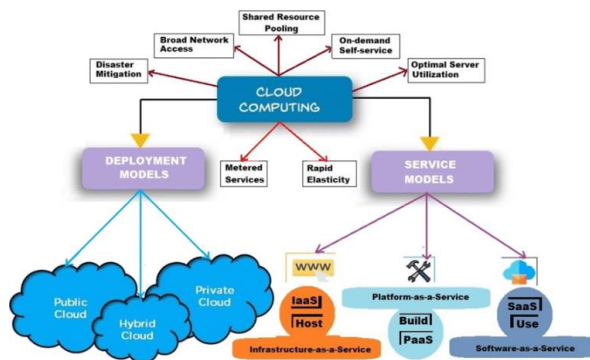 Shared Resource
Pooling
Broad Network
Access
On-demand
Self-service
Disaster
Mitigation
Optimal Server
Utilization
CLOUD
COMPUTING
DEPLOYMENT
MODELS
Metered
Services
Rapid
Elasticity
SERVICE
MODELS
Public
Cloud
Hybrid
Cloud
Private
Cloud
WWW
IaaS
Host
Infrastructure-as-a-Service
Platform-as-a-Service
Build
PaaS
SaaS
Use
Software-as-a-Service